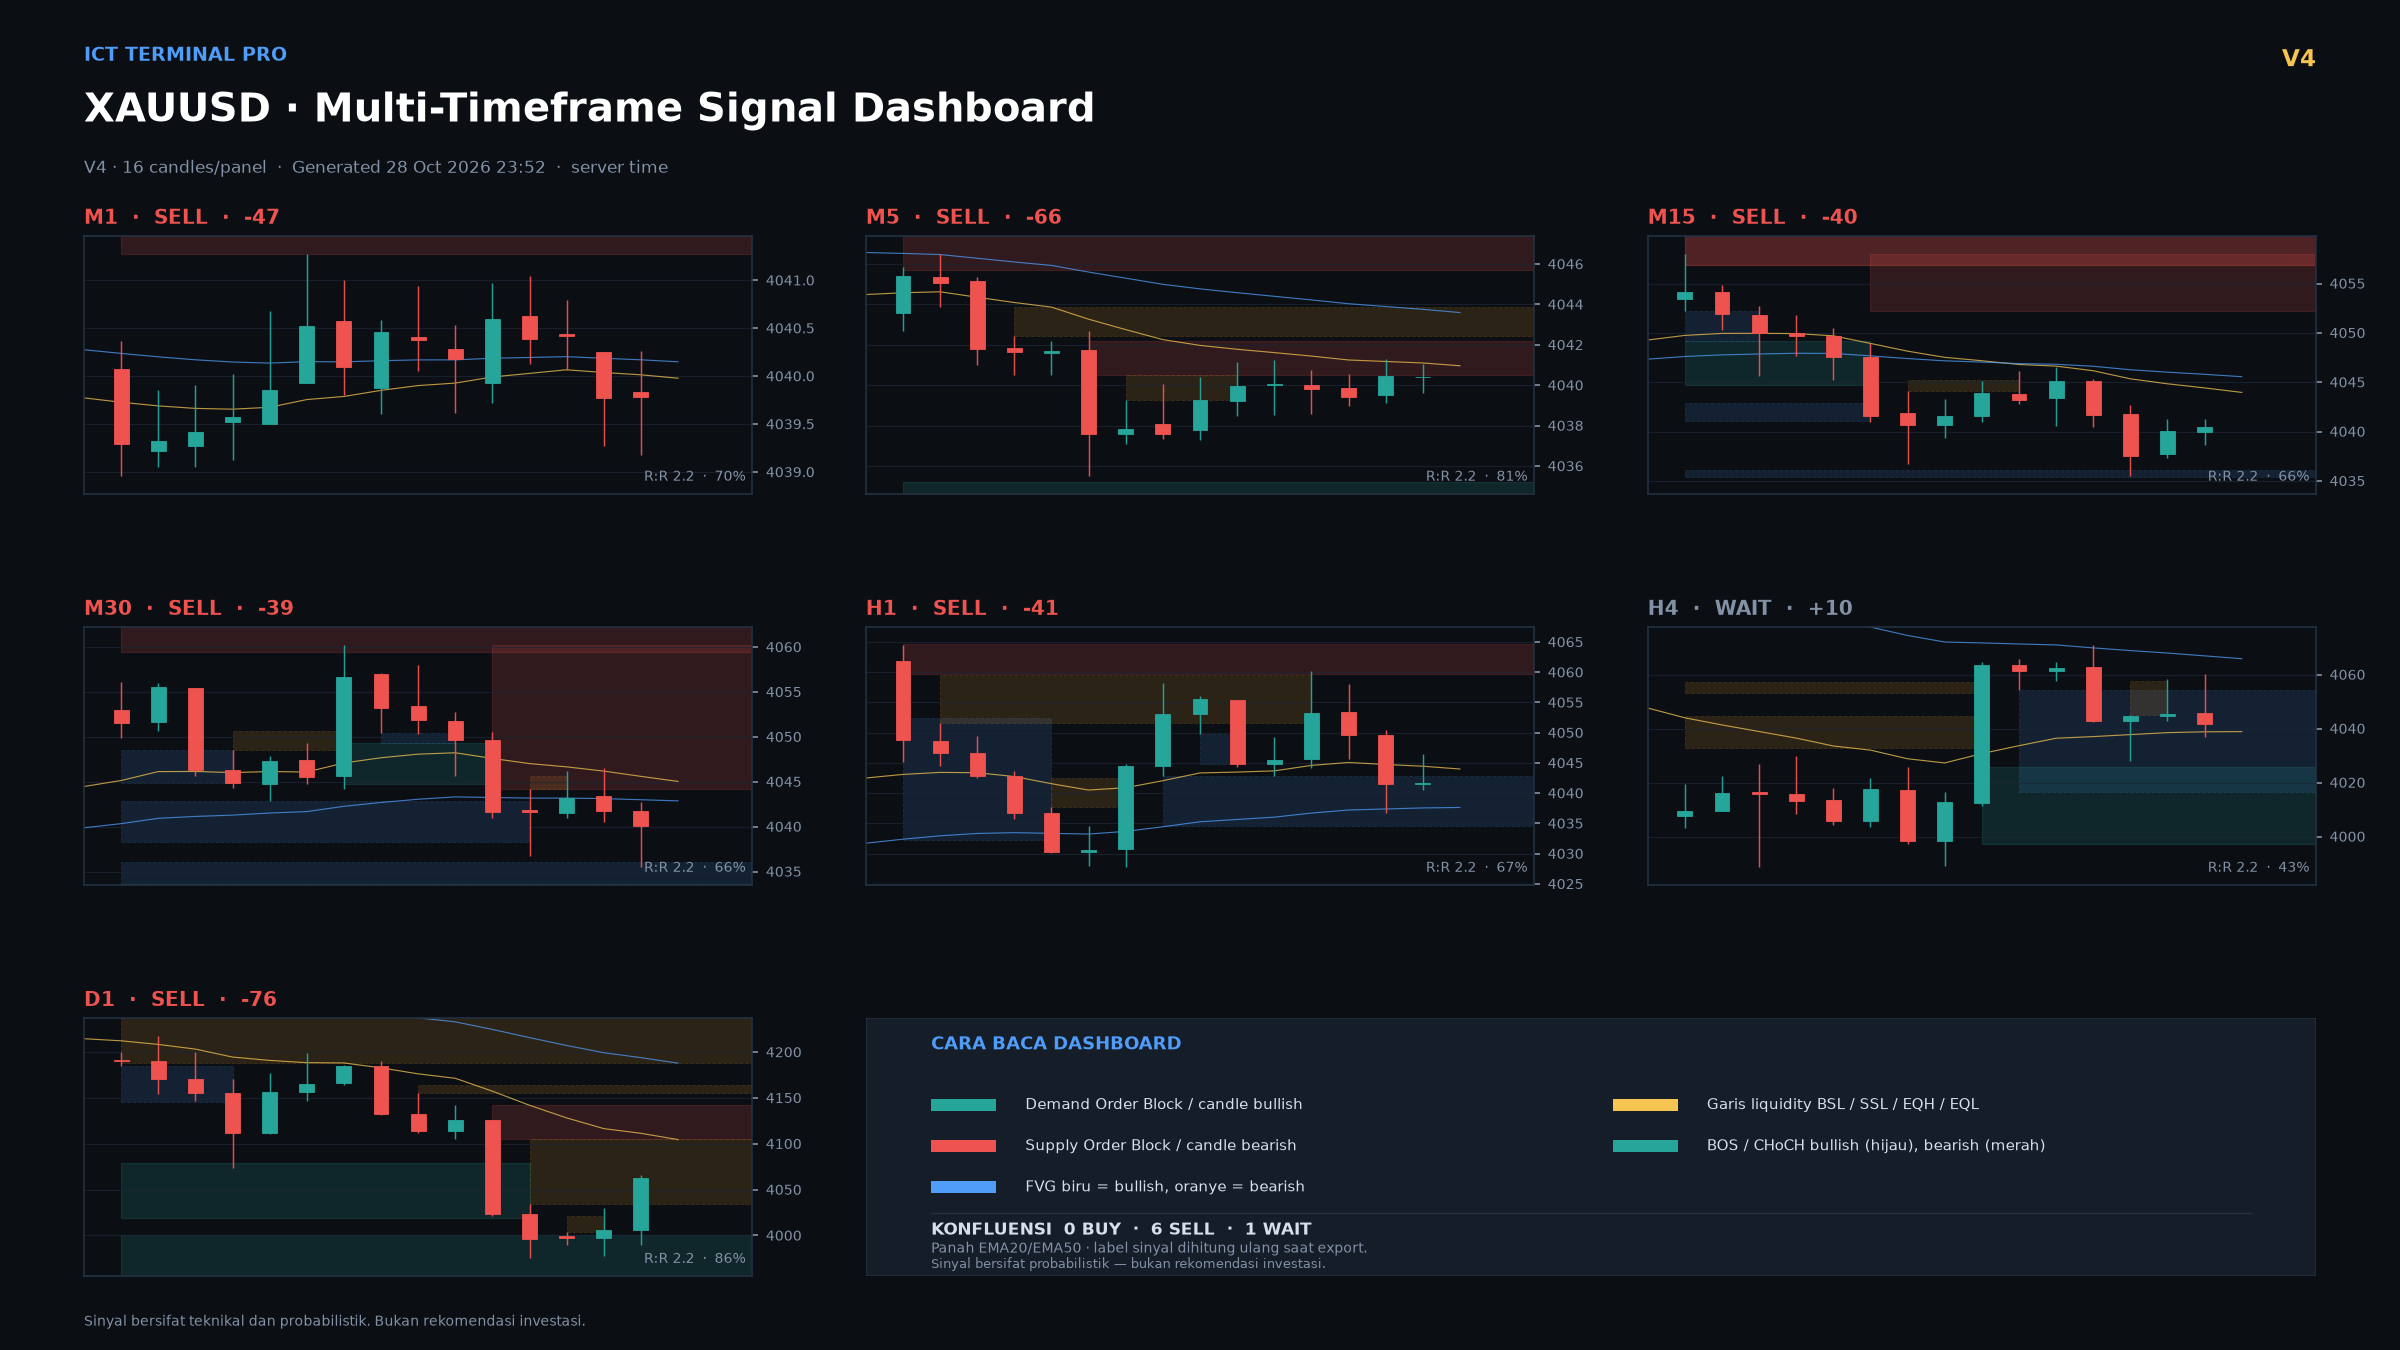 ICT TERMINAL PRO
V4
XAUUSD · Multi-Timeframe Signal Dashboard
V4 · 16 candles/panel · Generated 28 Oct 2026 23:52 · server time
M1 · SELL · -47
4041.0
4040.5
4040.0
4039.5
4039.0
R:R 2.2 · 70%
M5 · SELL · -66
4046
4044
4042
4040
4038
4036
R:R 2.2 · 81%
M15 · SELL · -40
4055
4050
4045
4040
4035
R:R 2.2 · 66%
M30 · SELL · -39
4060
4055
4050
4045
4040
4035
R:R 2.2 · 66%
H1 · SELL · -41
4065
4060
4055
4050
4045
4040
4035
4030
4025
R:R 2.2 · 67%
H4 · WAIT · +10
4060
4040
4020
4000
R:R 2.2 · 43%
D1 · SELL · -76
4200
4150
4100
4050
4000
R:R 2.2 · 86%
CARA BACA DASHBOARD
Demand Order Block / candle bullish
Garis liquidity BSL / SSL / EQH / EQL
Supply Order Block / candle bearish
BOS / CHoCH bullish (hijau), bearish (merah)
FVG biru = bullish, oranye = bearish
KONFLUENSI 0 BUY · 6 SELL · 1 WAIT
Panah EMA20/EMA50 · label sinyal dihitung ulang saat export.
Sinyal bersifat probabilistik — bukan rekomendasi investasi.
Sinyal bersifat teknikal dan probabilistik. Bukan rekomendasi investasi.